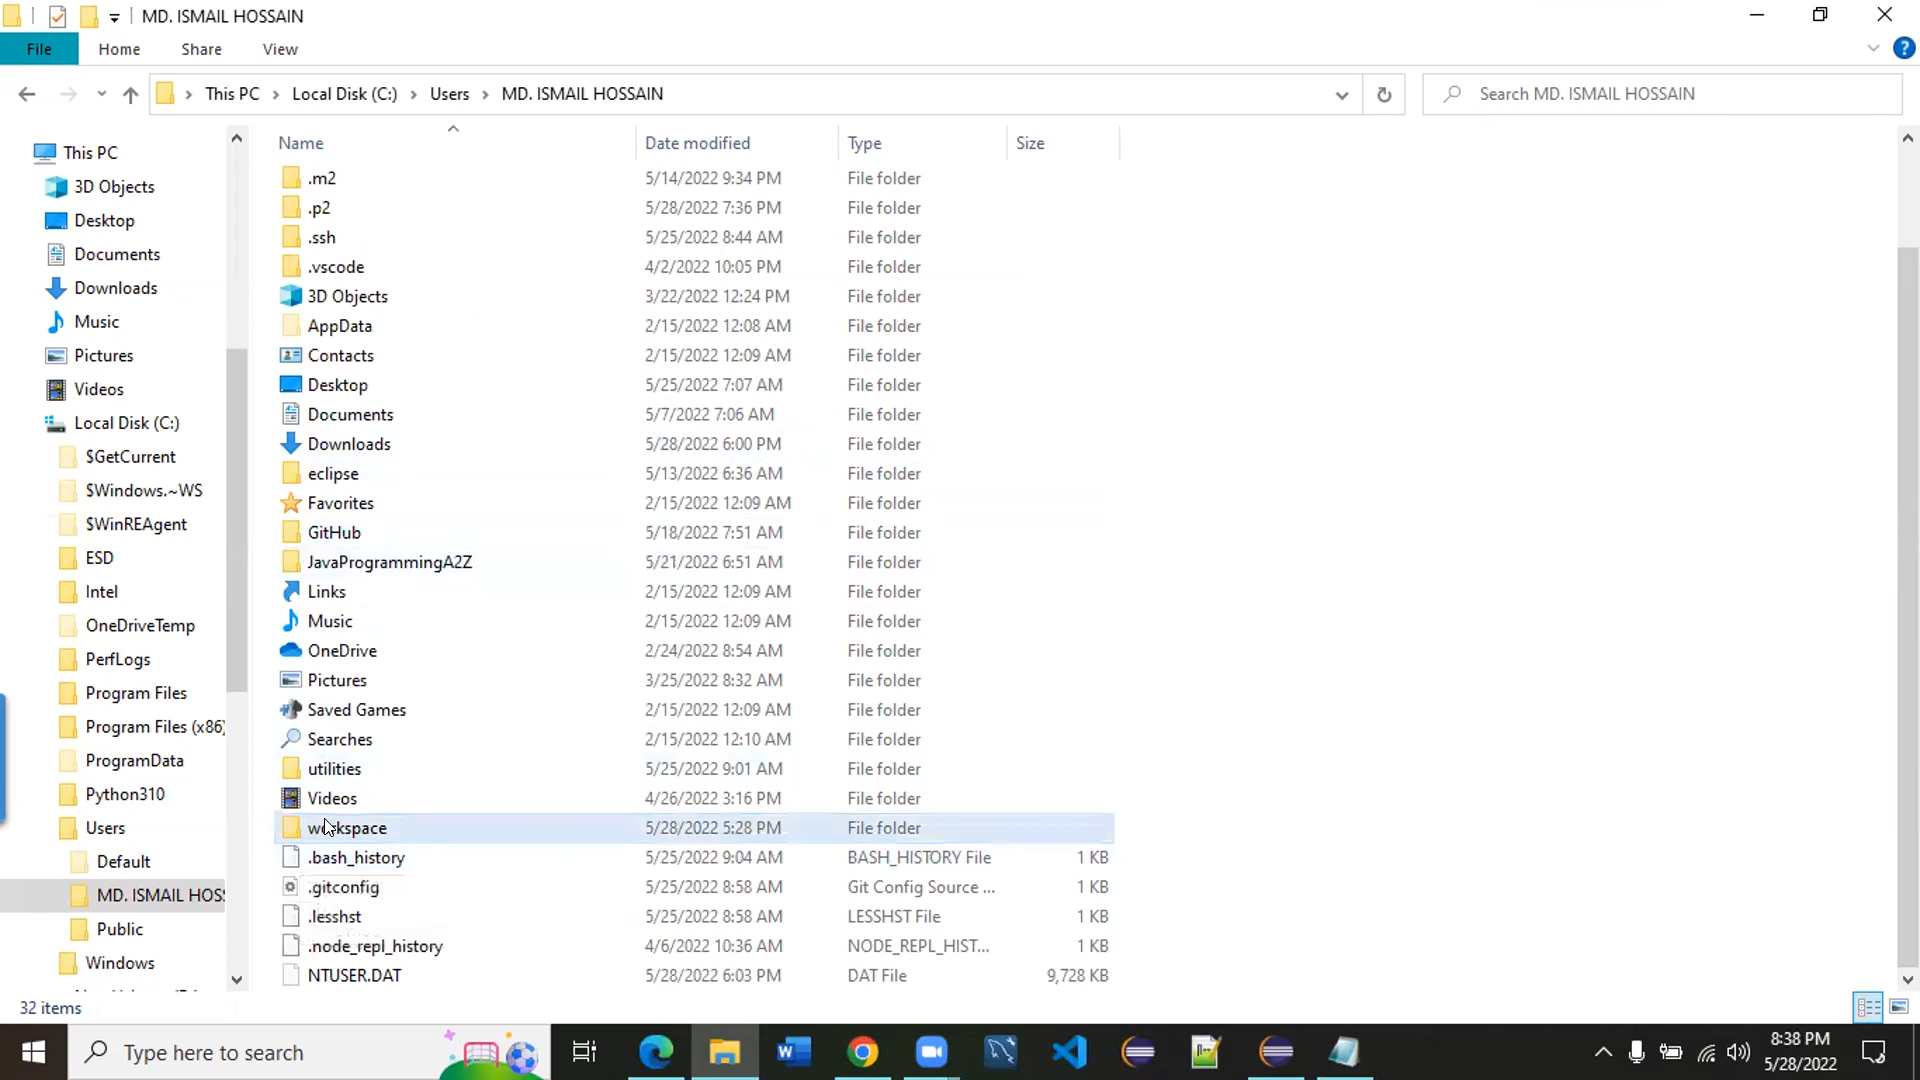 MD. ISMAIL HOSSAIN
File Home Share View
This PC Local Disk (C:) Users MD. ISMAIL HOSSAIN
Search MD. ISMAIL HOSSAIN
This PC
3D Objects
Desktop
Documents
Downloads
Music
Pictures
Videos
Local Disk (C:)
$GetCurrent
$Windows.~WS
$WinREAgent
ESD
Intel
OneDriveTemp
PerfLogs
Program Files
Program Files (x86)
ProgramData
Python310
Users
Default
MD. ISMAIL HOSS
Public
Windows
Name Date modified Type Size
.m2 5/14/2022 9:34 PM File folder
.p2 5/28/2022 7:36 PM File folder
.ssh 5/25/2022 8:44 AM File folder
.vscode 4/2/2022 10:05 PM File folder
3D Objects 3/22/2022 12:24 PM File folder
AppData 2/15/2022 12:08 AM File folder
Contacts 2/15/2022 12:09 AM File folder
Desktop 5/25/2022 7:07 AM File folder
Documents 5/7/2022 7:06 AM File folder
Downloads 5/28/2022 6:00 PM File folder
eclipse 5/13/2022 6:36 AM File folder
Favorites 2/15/2022 12:09 AM File folder
GitHub 5/18/2022 7:51 AM File folder
JavaProgrammingA2Z 5/21/2022 6:51 AM File folder
Links 2/15/2022 12:09 AM File folder
Music 2/15/2022 12:09 AM File folder
OneDrive 2/24/2022 8:54 AM File folder
Pictures 3/25/2022 8:32 AM File folder
Saved Games 2/15/2022 12:09 AM File folder
Searches 2/15/2022 12:10 AM File folder
utilities 5/25/2022 9:01 AM File folder
Videos 4/26/2022 3:16 PM File folder
workspace 5/28/2022 5:28 PM File folder
.bash_history 5/25/2022 9:04 AM BASH_HISTORY File 1 KB
.gitconfig 5/25/2022 8:58 AM Git Config Source ... 1 KB
.lesshst 5/25/2022 8:58 AM LESSHST File 1 KB
.node_repl_history 4/6/2022 10:36 AM NODE_REPL_HIST... 1 KB
NTUSER.DAT 5/28/2022 6:03 PM DAT File 9,728 KB
32 items
Type here to search
8:38 PM
5/28/2022